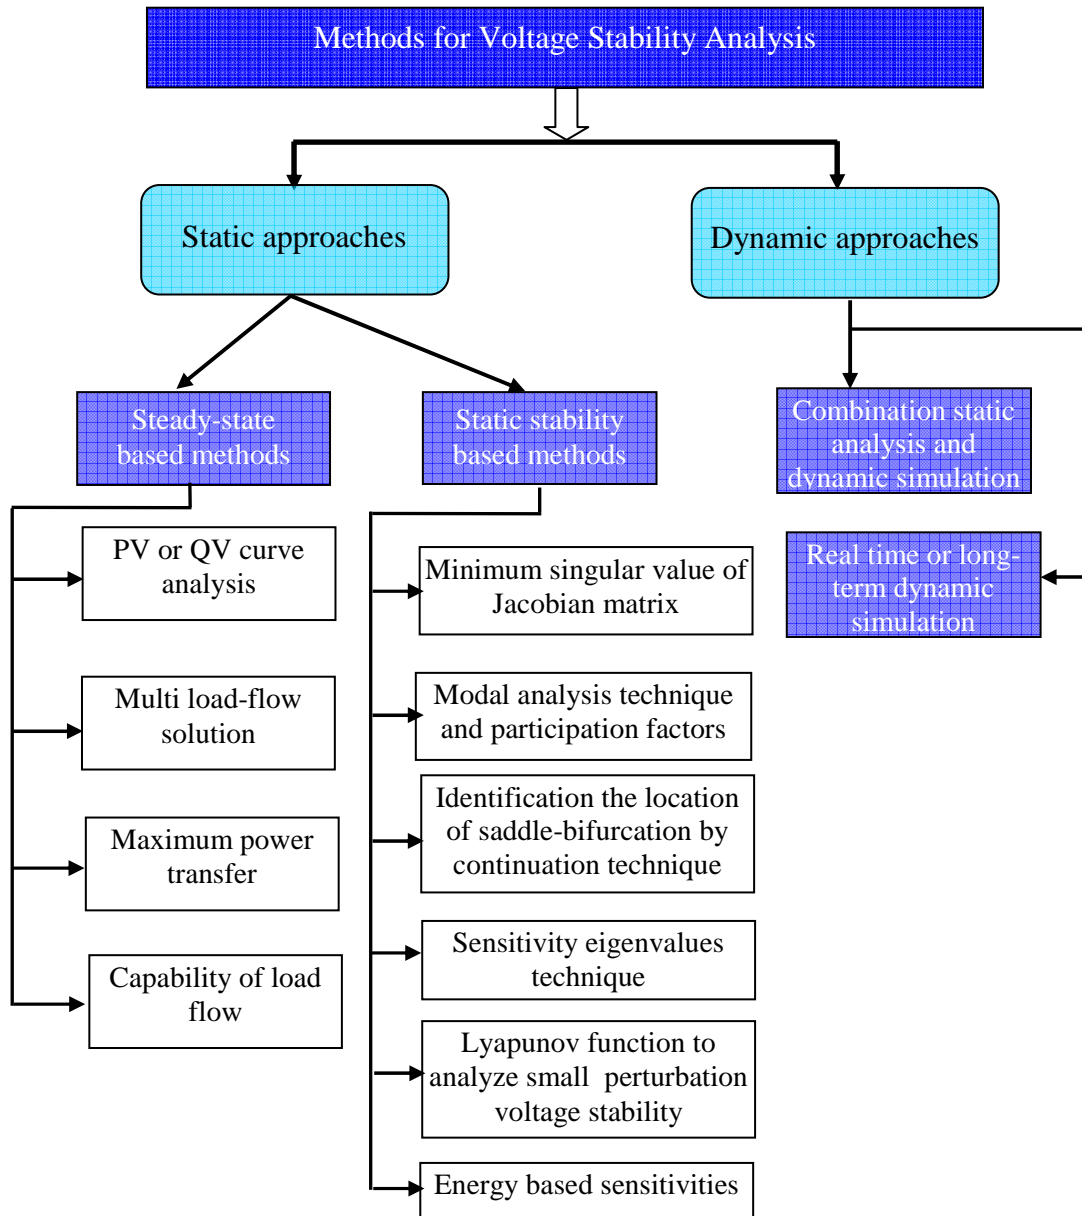 Methods for Voltage Stability Analysis
Static approaches
Dynamic approaches
Steady-state
based methods
Static stability
based methods
Combination static
analysis and
dynamic simulation
Real time or long-
term dynamic
simulation
PV or QV curve
analysis
Multi load-flow
solution
Maximum power
transfer
Capability of load
flow
Minimum singular value of
Jacobian matrix
Modal analysis technique
and participation factors
Identification the location
of saddle-bifurcation by
continuation technique
Sensitivity eigenvalues
technique
Lyapunov function to
analyze small perturbation
voltage stability
Energy based sensitivities